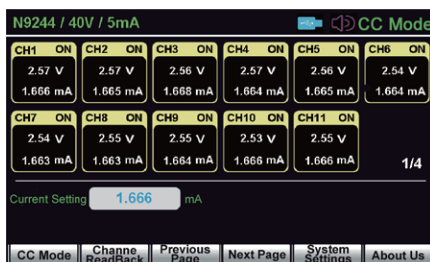 N9244 / 40V / 5mA CC Mode
CH1 ON CH2 ON CH3 ON CH4 ON CH5 ON CH6 ON
2.57 V 2.57 V 2.56 V 2.57 V 2.56 V 2.54 V
1.666 mA 1.665 mA 1.668 mA 1.664 mA 1.665 mA 1.664 mA
CH7 ON CH8 ON CH9 ON CH10 ON CH11 ON
2.54 V 2.55 V 2.55 V 2.53 V 2.55 V
1.663 mA 1.663 mA 1.664 mA 1.666 mA 1.666 mA 1/4
Current Setting 1.666 mA
CC Mode Channe ReadBack Previous Page Next Page System Settings About Us